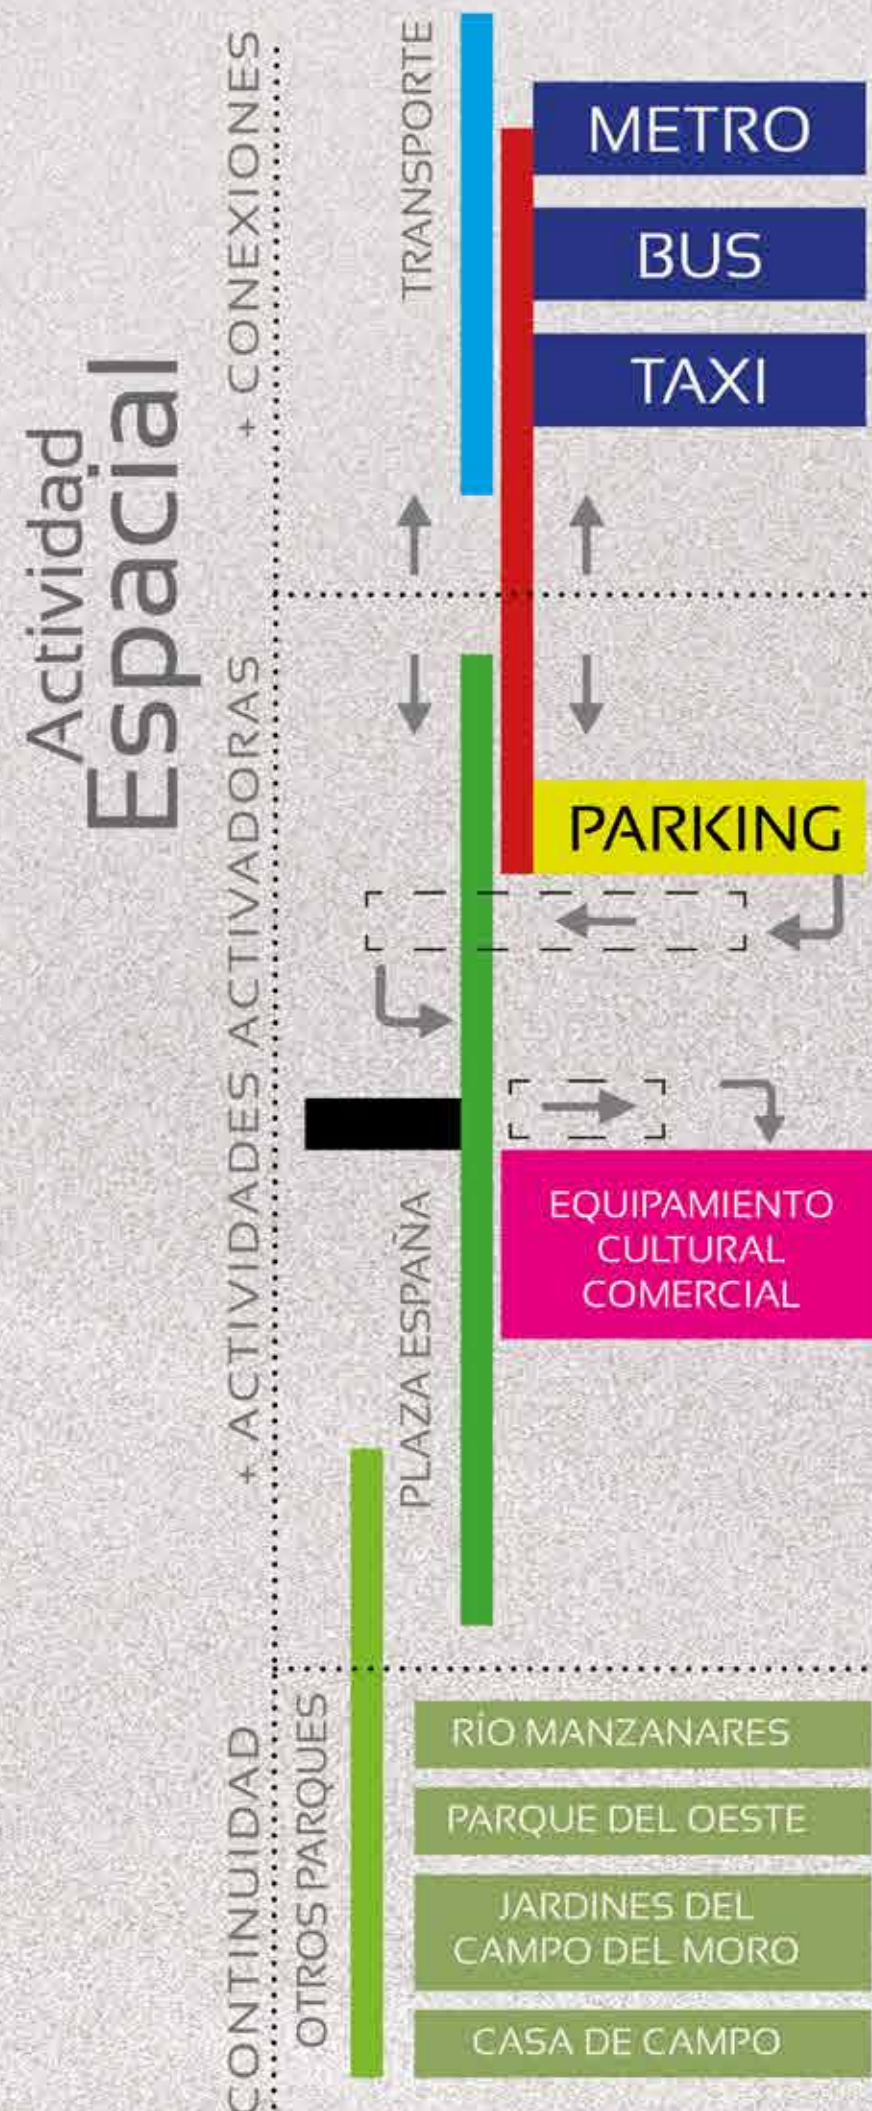 Actividad
Espacial
+ CONEXIONES
TRANSPORTE
METRO
BUS
TAXI
+ ACTIVIDADES ACTIVADORAS
PARKING
PLAZA ESPAÑA
EQUIPAMIENTO
CULTURAL
COMERCIAL
CONTINUIDAD
OTROS PARQUES
RÍO MANZANARES
PARQUE DEL OESTE
JARDINES DEL
CAMPO DEL MORO
CASA DE CAMPO